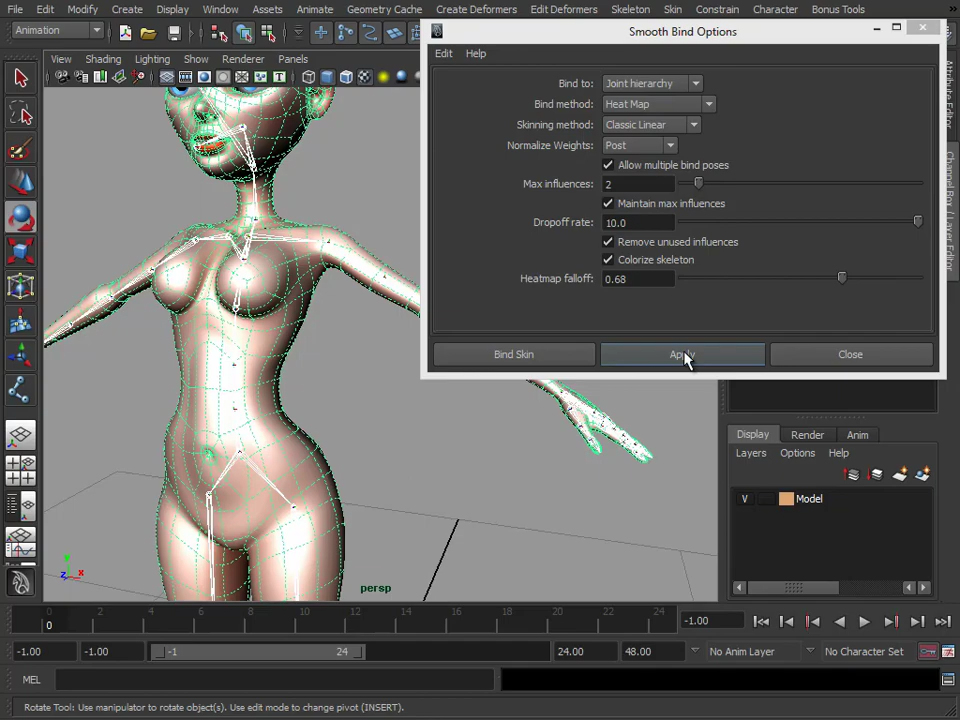 File Edit Modify Create Display Window Assets Animate Geometry Cache Create Deformers Edit Deformers Skeleton Skin Constrain Character Bonus Tools
Animation
Smooth Bind Options
Edit Help
View Shading Lighting Show Renderer Panels
Bind to: Joint hierarchy
Bind method: Heat Map
Skinning method: Classic Linear
Normalize Weights: Post
Allow multiple bind poses
Max influences: 2
Maintain max influences
Dropoff rate: 10.0
Remove unused influences
Colorize skeleton
Heatmap falloff: 0.68
Bind Skin Apply Close
Channel Box / Layer Editor
Display Render Anim
Layers Options Help
V Model
persp
z x
0 2 4 6 8 10 12 14 16 18 20 22 24
0 -1.00
-1.00 -1.00 -1 24 24.00 48.00 No Anim Layer No Character Set
MEL
Rotate Tool: Use manipulator to rotate object(s). Use edit mode to change pivot (INSERT).